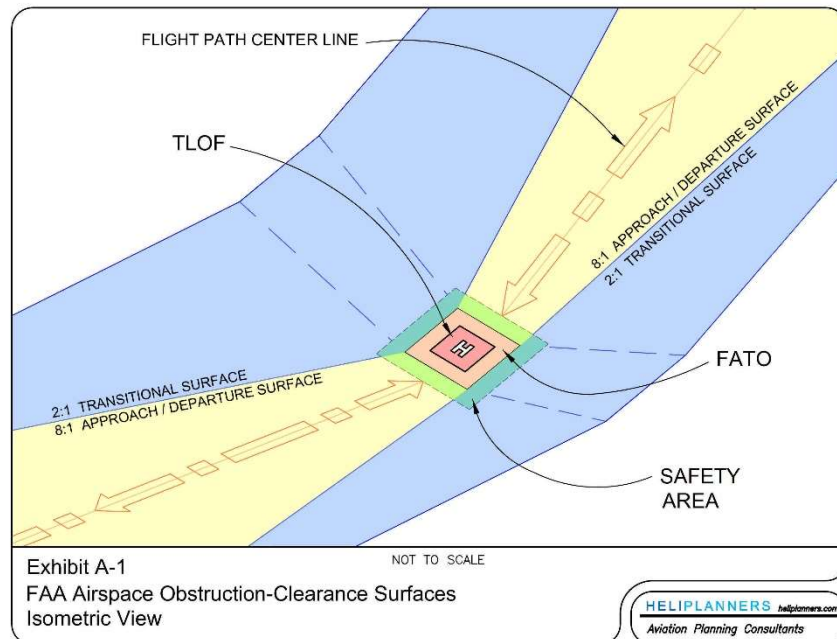 FLIGHT PATH CENTER LINE
TLOF
8:1 APPROACH / DEPARTURE SURFACE
2:1 TRANSITIONAL SURFACE
H
FATO
2:1 TRANSITIONAL SURFACE
8:1 APPROACH / DEPARTURE SURFACE
SAFETY
AREA
NOT TO SCALE
Exhibit A-1
FAA Airspace Obstruction-Clearance Surfaces
Isometric View
HELIPLANNERS heliplanners.com
Aviation Planning Consultants